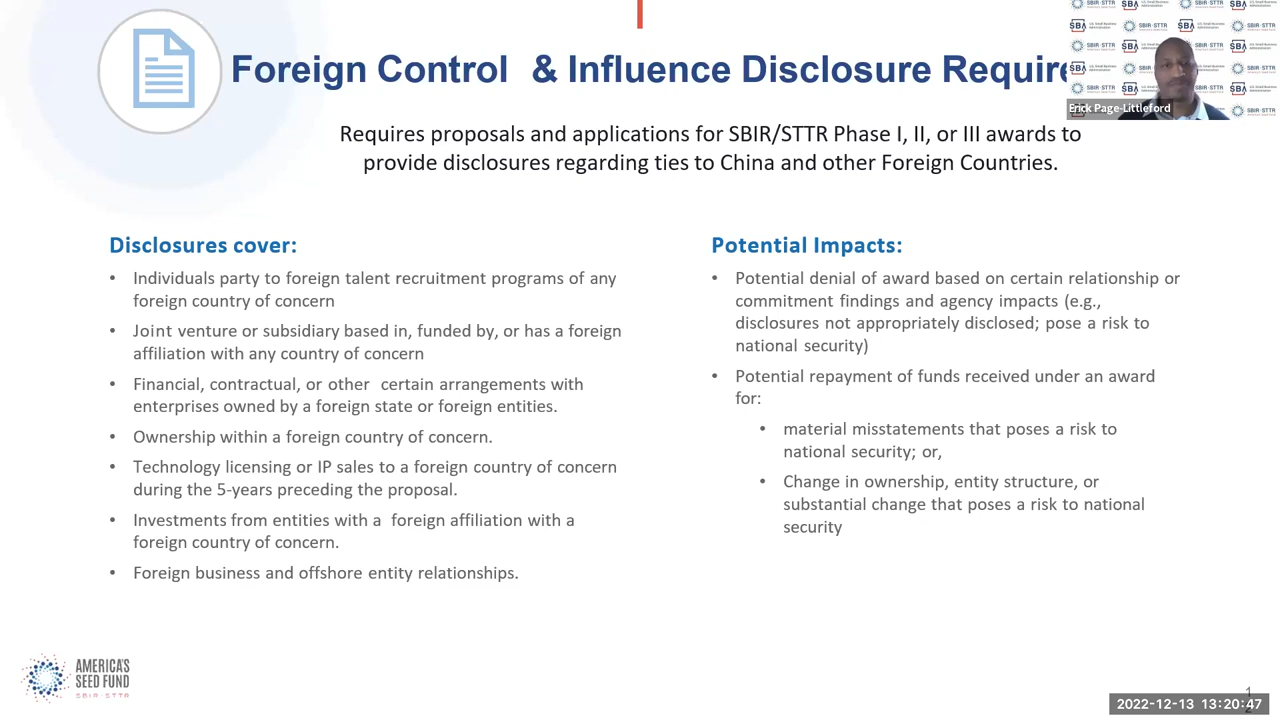 Foreign Control & Influence Disclosure Require
Erick Page-Littleford
Requires proposals and applications for SBIR/STTR Phase I, II, or III awards to
provide disclosures regarding ties to China and other Foreign Countries.
Disclosures cover:
• Individuals party to foreign talent recruitment programs of any
foreign country of concern
• Joint venture or subsidiary based in, funded by, or has a foreign
affiliation with any country of concern
• Financial, contractual, or other certain arrangements with
enterprises owned by a foreign state or foreign entities.
• Ownership within a foreign country of concern.
• Technology licensing or IP sales to a foreign country of concern
during the 5-years preceding the proposal.
• Investments from entities with a foreign affiliation with a
foreign country of concern.
• Foreign business and offshore entity relationships.
Potential Impacts:
• Potential denial of award based on certain relationship or
commitment findings and agency impacts (e.g.,
disclosures not appropriately disclosed; pose a risk to
national security)
• Potential repayment of funds received under an award
for:
• material misstatements that poses a risk to
national security; or,
• Change in ownership, entity structure, or
substantial change that poses a risk to national
security
AMERICA'S
SEED FUND
SBIR·STTR
2022-12-13 13:20:47